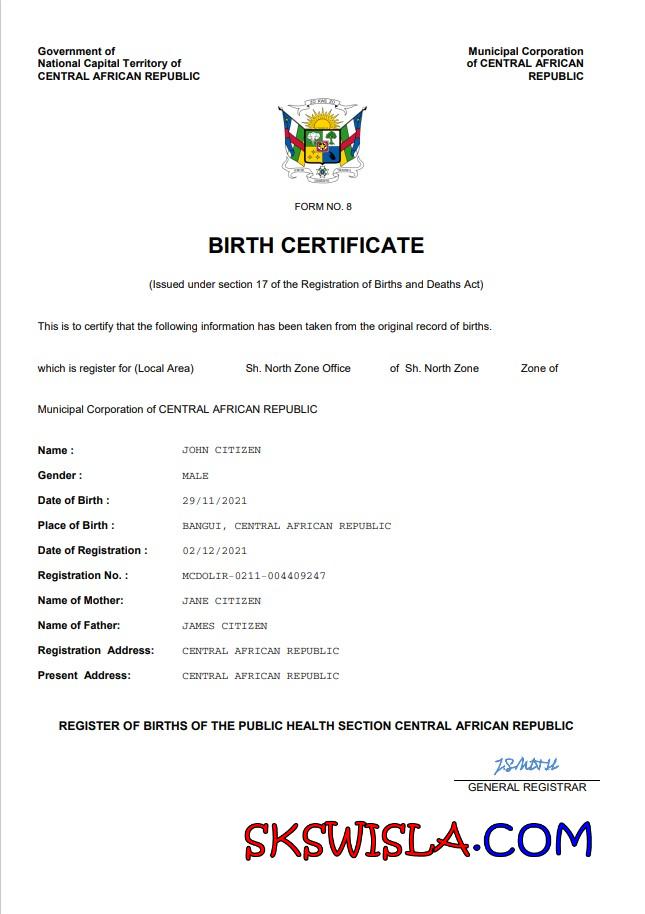 Government of
National Capital Territory of
CENTRAL AFRICAN REPUBLIC
Municipal Corporation
of CENTRAL AFRICAN
REPUBLIC
FORM NO. 8
BIRTH CERTIFICATE
(Issued under section 17 of the Registration of Births and Deaths Act)
This is to certify that the following information has been taken from the original record of births.
which is register for (Local Area) Sh. North Zone Office of Sh. North Zone Zone of
Municipal Corporation of CENTRAL AFRICAN REPUBLIC
Name : JOHN CITIZEN
Gender : MALE
Date of Birth : 29/11/2021
Place of Birth : BANGUI, CENTRAL AFRICAN REPUBLIC
Date of Registration : 02/12/2021
Registration No. : MCDOLIR-0211-004409247
Name of Mother: JANE CITIZEN
Name of Father: JAMES CITIZEN
Registration Address: CENTRAL AFRICAN REPUBLIC
Present Address: CENTRAL AFRICAN REPUBLIC
REGISTER OF BIRTHS OF THE PUBLIC HEALTH SECTION CENTRAL AFRICAN REPUBLIC
GENERAL REGISTRAR
SKSWISLA.COM